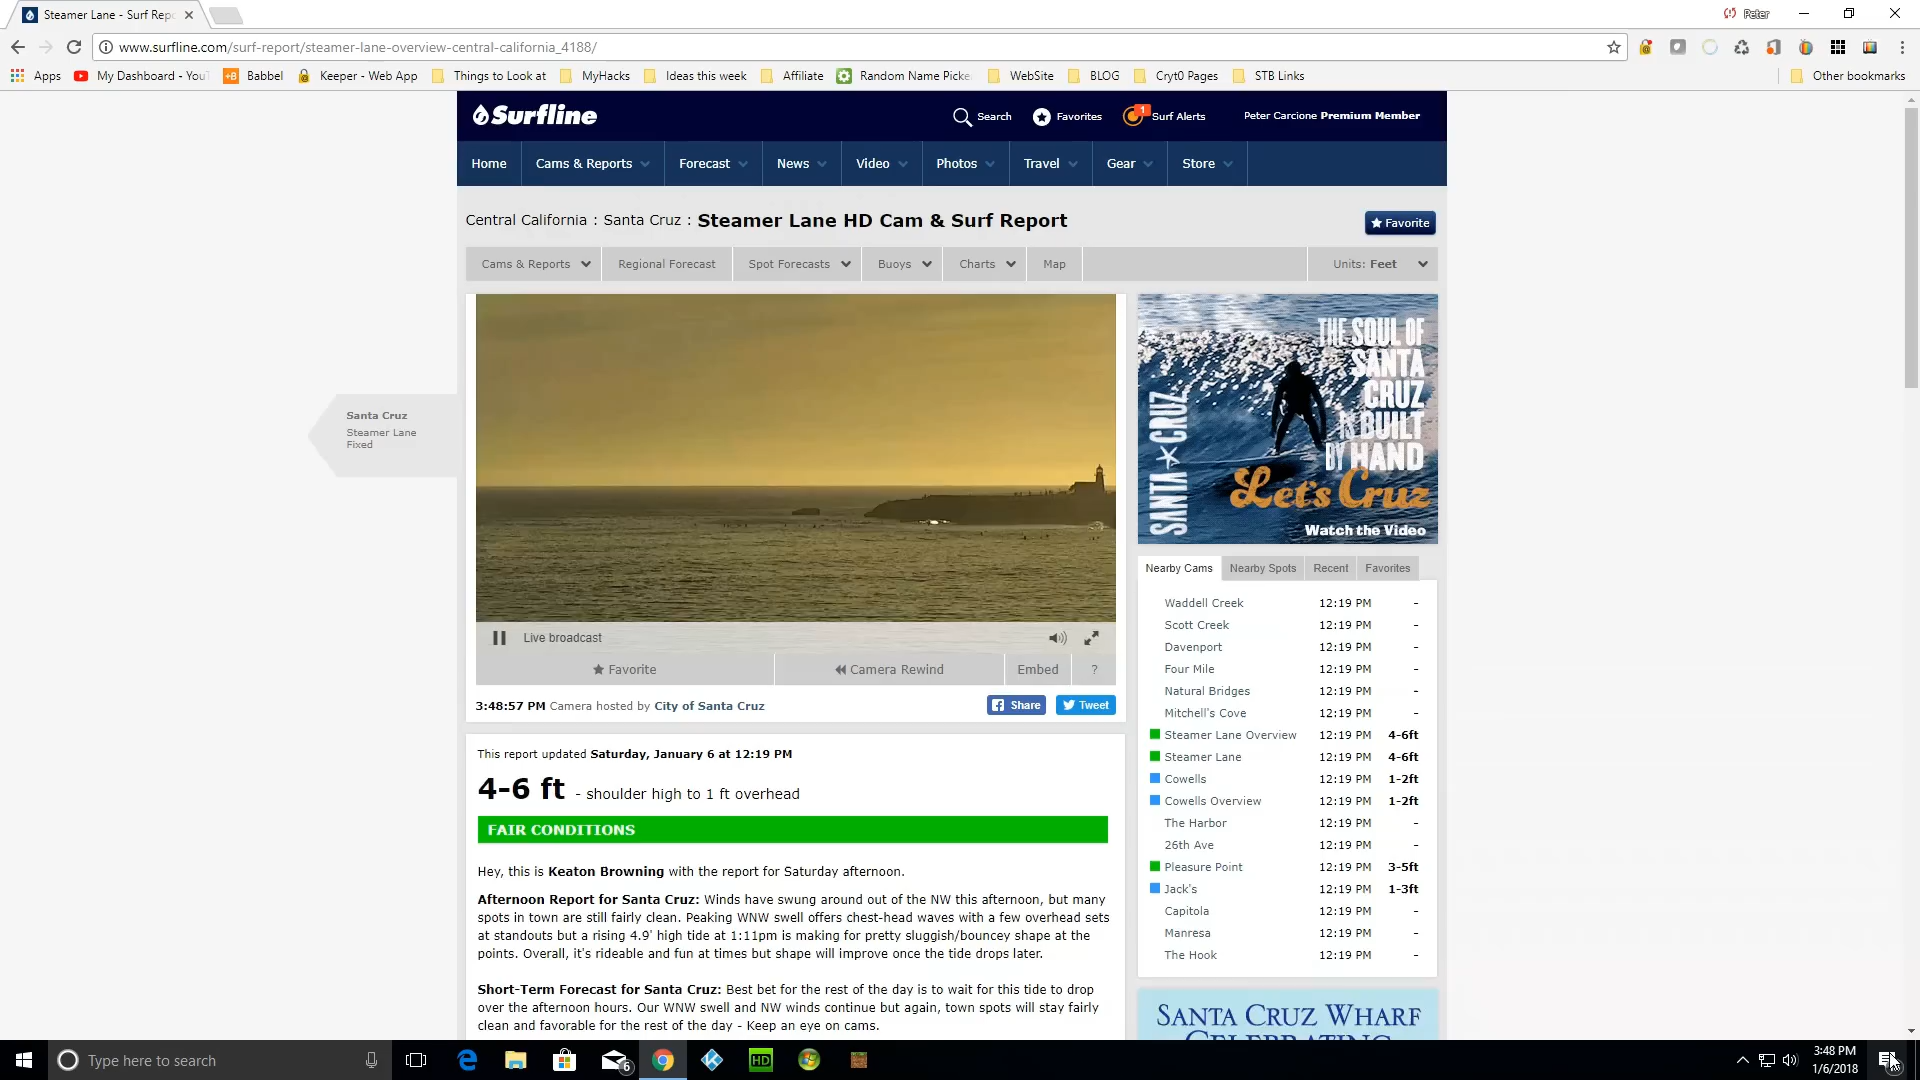 Steamer Lane - Surf Rep
Peter
www.surfline.com/surf-report/steamer-lane-overview-central-california_4188/
Apps
My Dashboard - You
+B Babbel
Keeper - Web App
Things to Look at
MyHacks
Ideas this week
Affiliate
Random Name Picke
WebSite
BLOG
Cryt0 Pages
STB Links
Other bookmarks
Surfline
Search
Favorites
1
Surf Alerts
Peter Carcione Premium Member
Home
Cams & Reports
Forecast
News
Video
Photos
Travel
Gear
Store
Central California : Santa Cruz : Steamer Lane HD Cam & Surf Report
Favorite
Cams & Reports
Regional Forecast
Spot Forecasts
Buoys
Charts
Map
Units: Feet
Santa Cruz
Steamer Lane
Fixed
THE SOUL OF
SANTA
CRUZ
IS BUILT
BY HAND
Let's Cruz
SANTA CRUZ
Watch the Video
Live broadcast
Favorite
Camera Rewind
Embed
?
3:48:57 PM Camera hosted by City of Santa Cruz
Share
Tweet
Nearby Cams
Nearby Spots
Recent
Favorites
Waddell Creek 12:19 PM -
Scott Creek 12:19 PM -
Davenport 12:19 PM -
Four Mile 12:19 PM -
Natural Bridges 12:19 PM -
Mitchell's Cove 12:19 PM -
Steamer Lane Overview 12:19 PM 4-6ft
Steamer Lane 12:19 PM 4-6ft
Cowells 12:19 PM 1-2ft
Cowells Overview 12:19 PM 1-2ft
The Harbor 12:19 PM -
26th Ave 12:19 PM -
Pleasure Point 12:19 PM 3-5ft
Jack's 12:19 PM 1-3ft
Capitola 12:19 PM -
Manresa 12:19 PM -
The Hook 12:19 PM -
This report updated Saturday, January 6 at 12:19 PM
4-6 ft - shoulder high to 1 ft overhead
FAIR CONDITIONS
Hey, this is Keaton Browning with the report for Saturday afternoon.
Afternoon Report for Santa Cruz: Winds have swung around out of the NW this afternoon, but many
spots in town are still fairly clean. Peaking WNW swell offers chest-head waves with a few overhead sets
at standouts but a rising 4.9' high tide at 1:11pm is making for pretty sluggish/bouncey shape at the
points. Overall, it's rideable and fun at times but shape will improve once the tide drops later.
Short-Term Forecast for Santa Cruz: Best bet for the rest of the day is to wait for this tide to drop
over the afternoon hours. Our WNW swell and NW winds continue but again, town spots will stay fairly
clean and favorable for the rest of the day - Keep an eye on cams.
SANTA CRUZ WHARF
CELEBRATING
Type here to search
6
HD
3:48 PM
1/6/2018